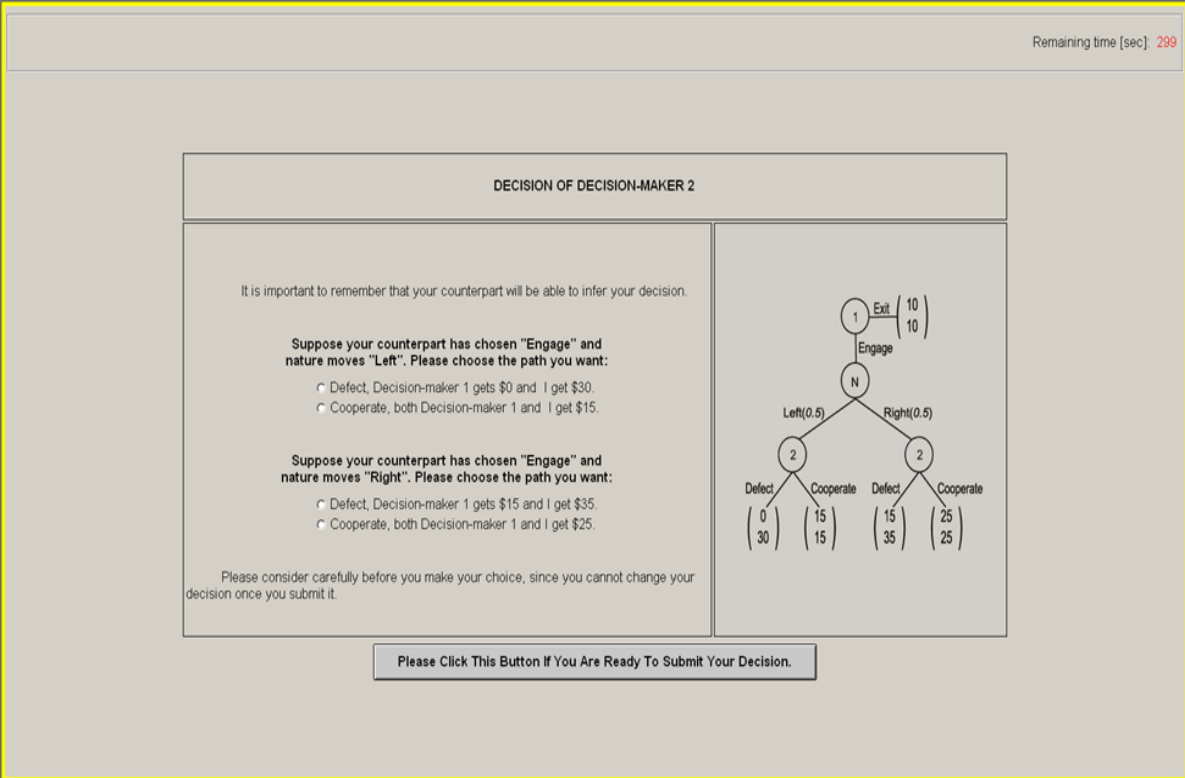 Remaining time [sec]: 299
DECISION OF DECISION-MAKER 2
It is important to remember that your counterpart will be able to infer your decision.
Suppose your counterpart has chosen "Engage" and
nature moves "Left". Please choose the path you want:
Defect, Decision-maker 1 gets $0 and I get $30.
Cooperate, both Decision-maker 1 and I get $15.
Suppose your counterpart has chosen "Engage" and
nature moves "Right". Please choose the path you want:
Defect, Decision-maker 1 gets $15 and I get $35.
Cooperate, both Decision-maker 1 and I get $25.
Please consider carefully before you make your choice, since you cannot change your
decision once you submit it.
1 Exit 10
10
Engage
N
Left(0.5) Right(0.5)
2 2
Defect Cooperate Defect Cooperate
0 15 15 25
30 15 35 25
Please Click This Button If You Are Ready To Submit Your Decision.